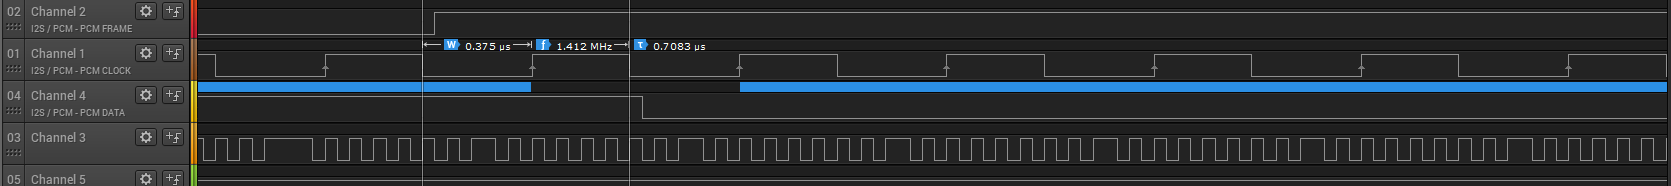 02 Channel 2
I2S / PCM - PCM FRAME
W 0.375 µs f 1.412 MHz T 0.7083 µs
01 Channel 1
I2S / PCM - PCM CLOCK
04 Channel 4
I2S / PCM - PCM DATA
03 Channel 3
05 Channel 5